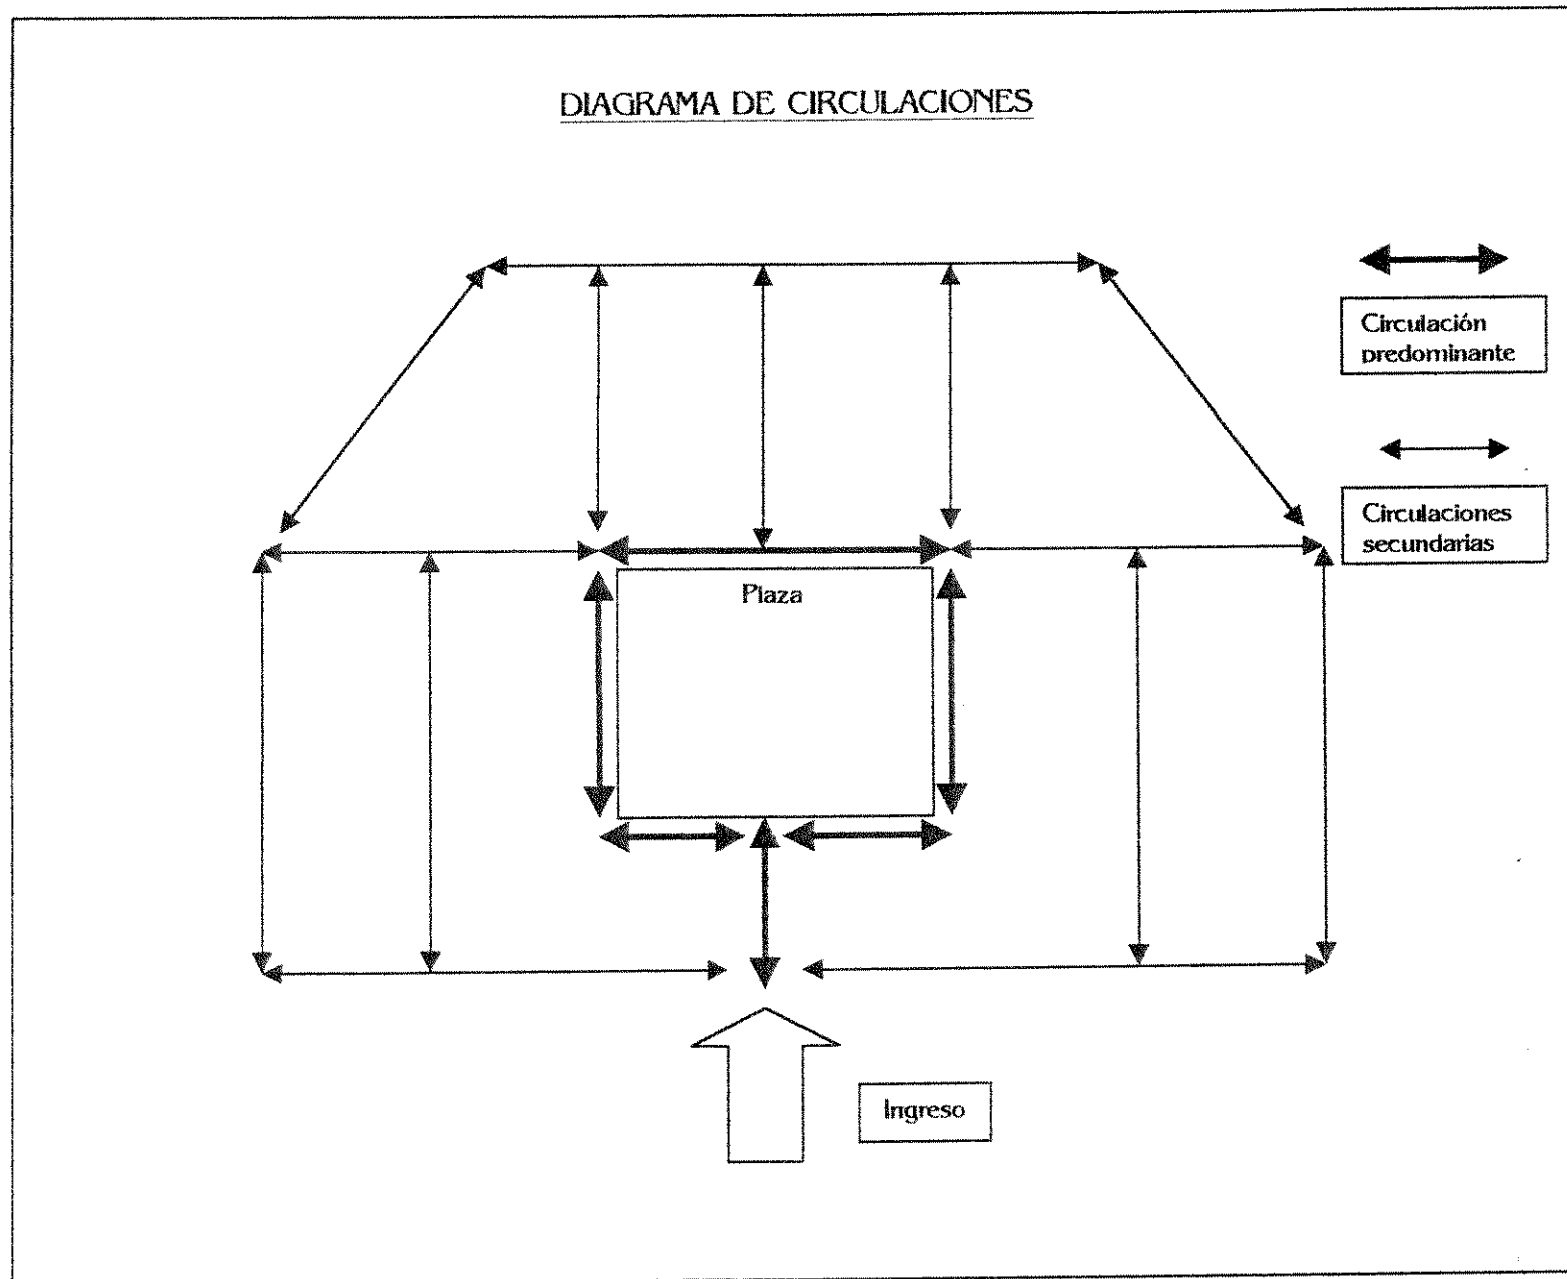 DIAGRAMA DE CIRCULACIONES
Circulación
predominante
Circulaciones
secundarias
Plaza
Ingreso